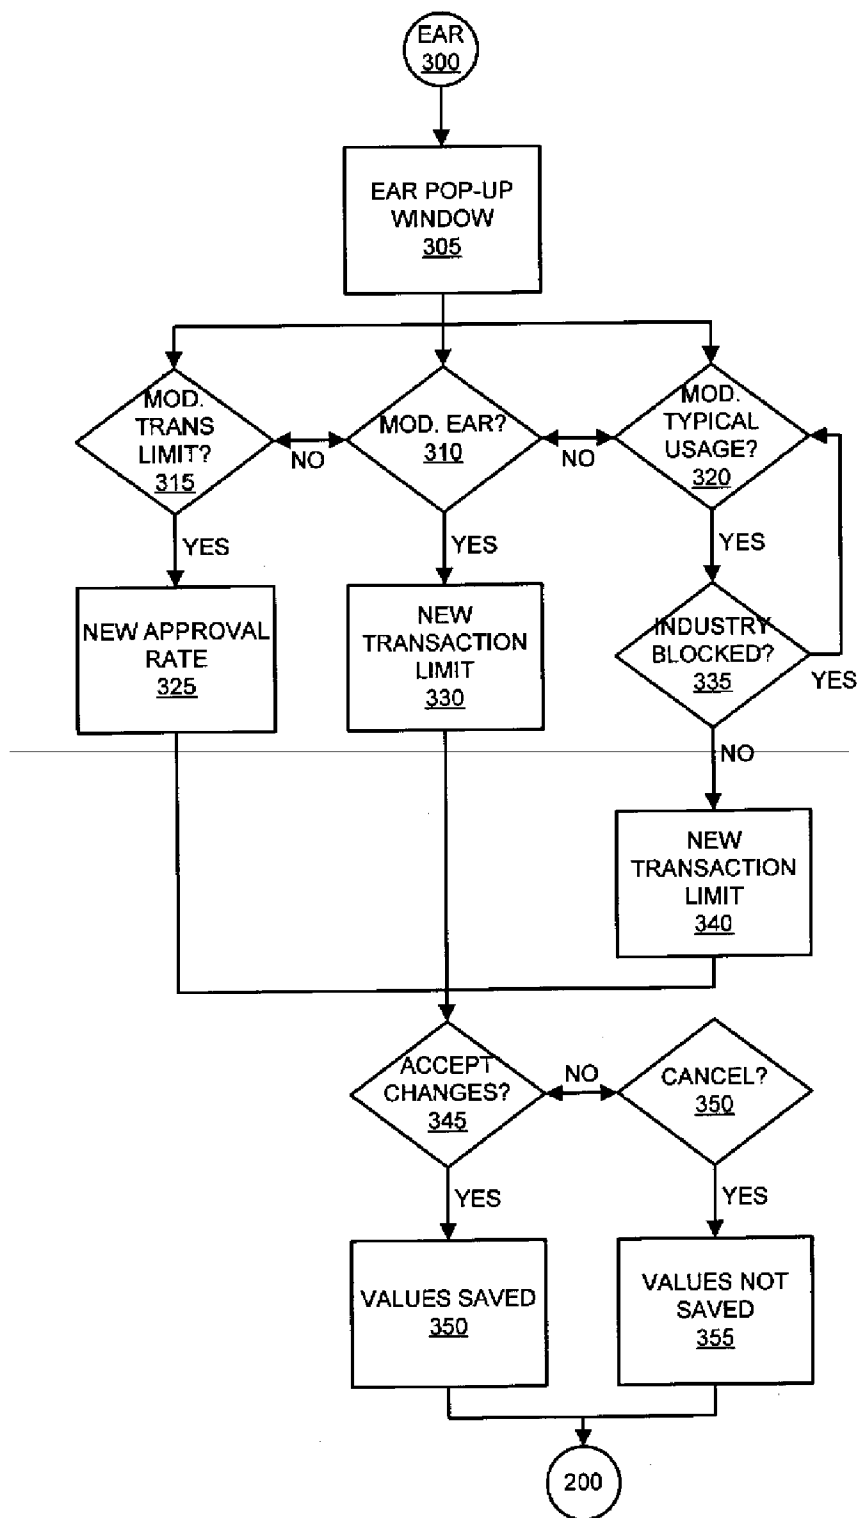 EAR
300
EAR POP-UP
WINDOW
305
MOD.
TRANS
LIMIT?
315
NO
MOD. EAR?
310
NO
MOD.
TYPICAL
USAGE?
320
YES
YES
YES
NEW APPROVAL
RATE
325
NEW
TRANSACTION
LIMIT
330
INDUSTRY
BLOCKED?
335
YES
NO
NEW
TRANSACTION
LIMIT
340
ACCEPT
CHANGES?
345
NO
CANCEL?
350
YES
YES
VALUES SAVED
350
VALUES NOT
SAVED
355
200